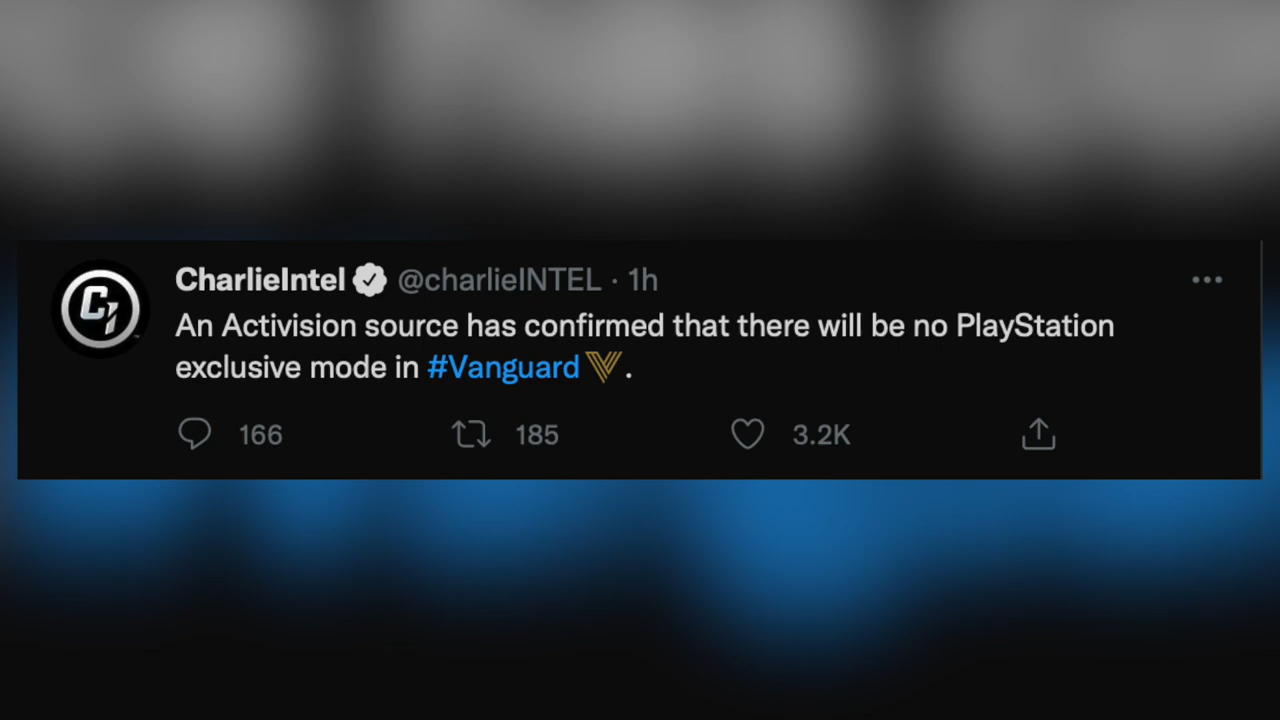 CharlieIntel @charlieINTEL · 1h
An Activision source has confirmed that there will be no PlayStation
exclusive mode in #Vanguard .
166 185 3.2K